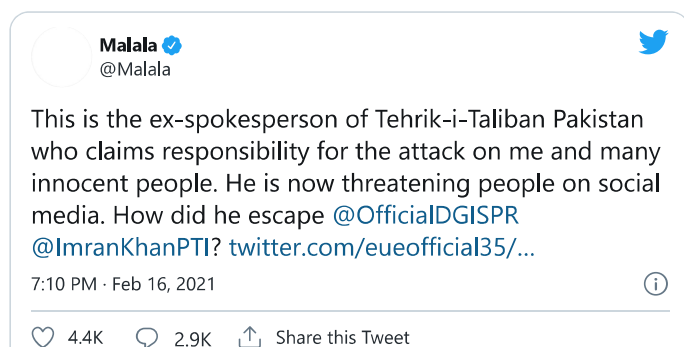 Malala
@Malala
This is the ex-spokesperson of Tehrik-i-Taliban Pakistan
who claims responsibility for the attack on me and many
innocent people. He is now threatening people on social
media. How did he escape @OfficialDGISPR
@ImranKhanPTI? twitter.com/eueofficial35/...
7:10 PM · Feb 16, 2021
4.4K 2.9K Share this Tweet